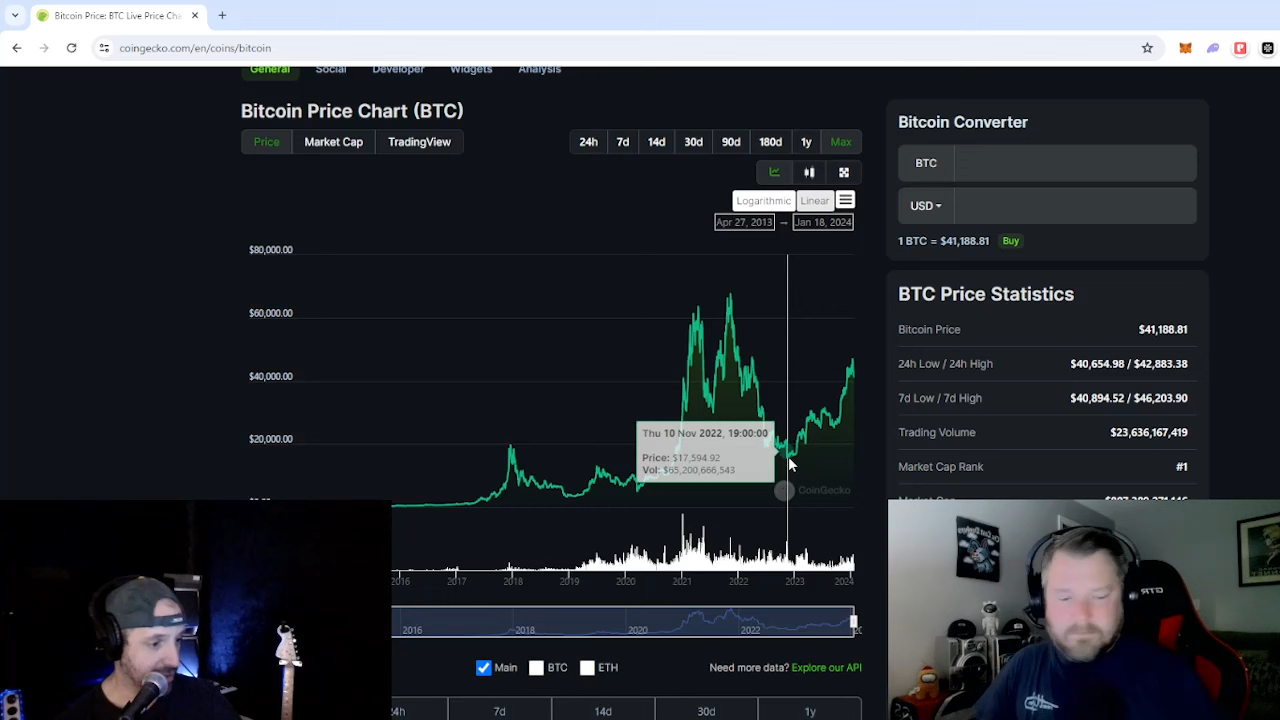 Bitcoin Price: BTC Live Price Cha
coingecko.com/en/coins/bitcoin
General Social Developer Widgets Analysis
Bitcoin Price Chart (BTC)
Price Market Cap TradingView
24h 7d 14d 30d 90d 180d 1y Max
Logarithmic Linear
Apr 27, 2013 → Jan 18, 2024
$80,000.00
$60,000.00
$40,000.00
$20,000.00
Thu 10 Nov 2022, 19:00:00
Price: $17,594.92
Vol: $65,200,666,543
CoinGecko
2016 2017 2018 2019 2020 2021 2022 2023 2024
2016 2018 2020 2022
Main BTC ETH
Need more data? Explore our API
24h 7d 14d 30d 1y
Bitcoin Converter
BTC
USD
1 BTC = $41,188.81 Buy
BTC Price Statistics
Bitcoin Price $41,188.81
24h Low / 24h High $40,654.98 / $42,883.38
7d Low / 7d High $40,894.52 / $46,203.90
Trading Volume $23,636,167,419
Market Cap Rank #1
GTR